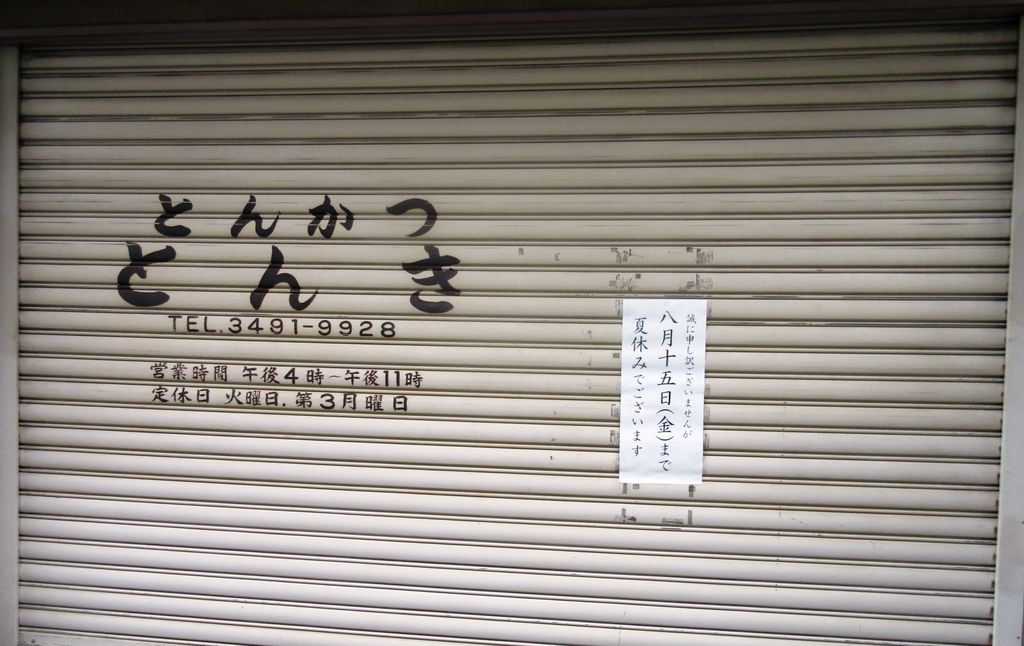 とんかつ
とんき
TEL.3491-9928
営業時間 午後4時～午後11時
定休日 火曜日.第3月曜日
誠に申し訳ございませんが
八月十五日(金)まで
夏休みでございます